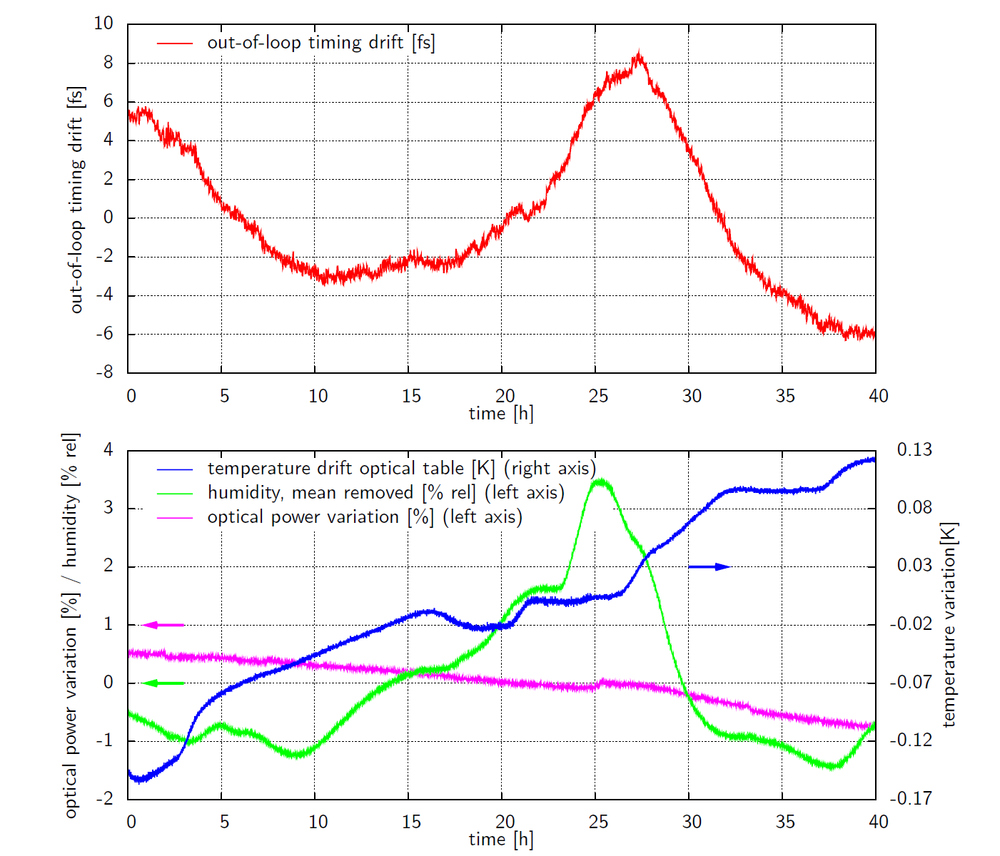 10
8
6
4
2
0
-2
-4
-6
-8
out-of-loop timing drift [fs]
out-of-loop timing drift [fs]
0 5 10 15 20 25 30 35 40
time [h]
4
3
2
1
0
-1
-2
optical power variation [%] / humidity [% rel]
temperature drift optical table [K] (right axis)
humidity, mean removed [% rel] (left axis)
optical power variation [%] (left axis)
0.13
0.08
0.03
-0.02
-0.07
-0.12
-0.17
temperature variation[K]
0 5 10 15 20 25 30 35 40
time [h]